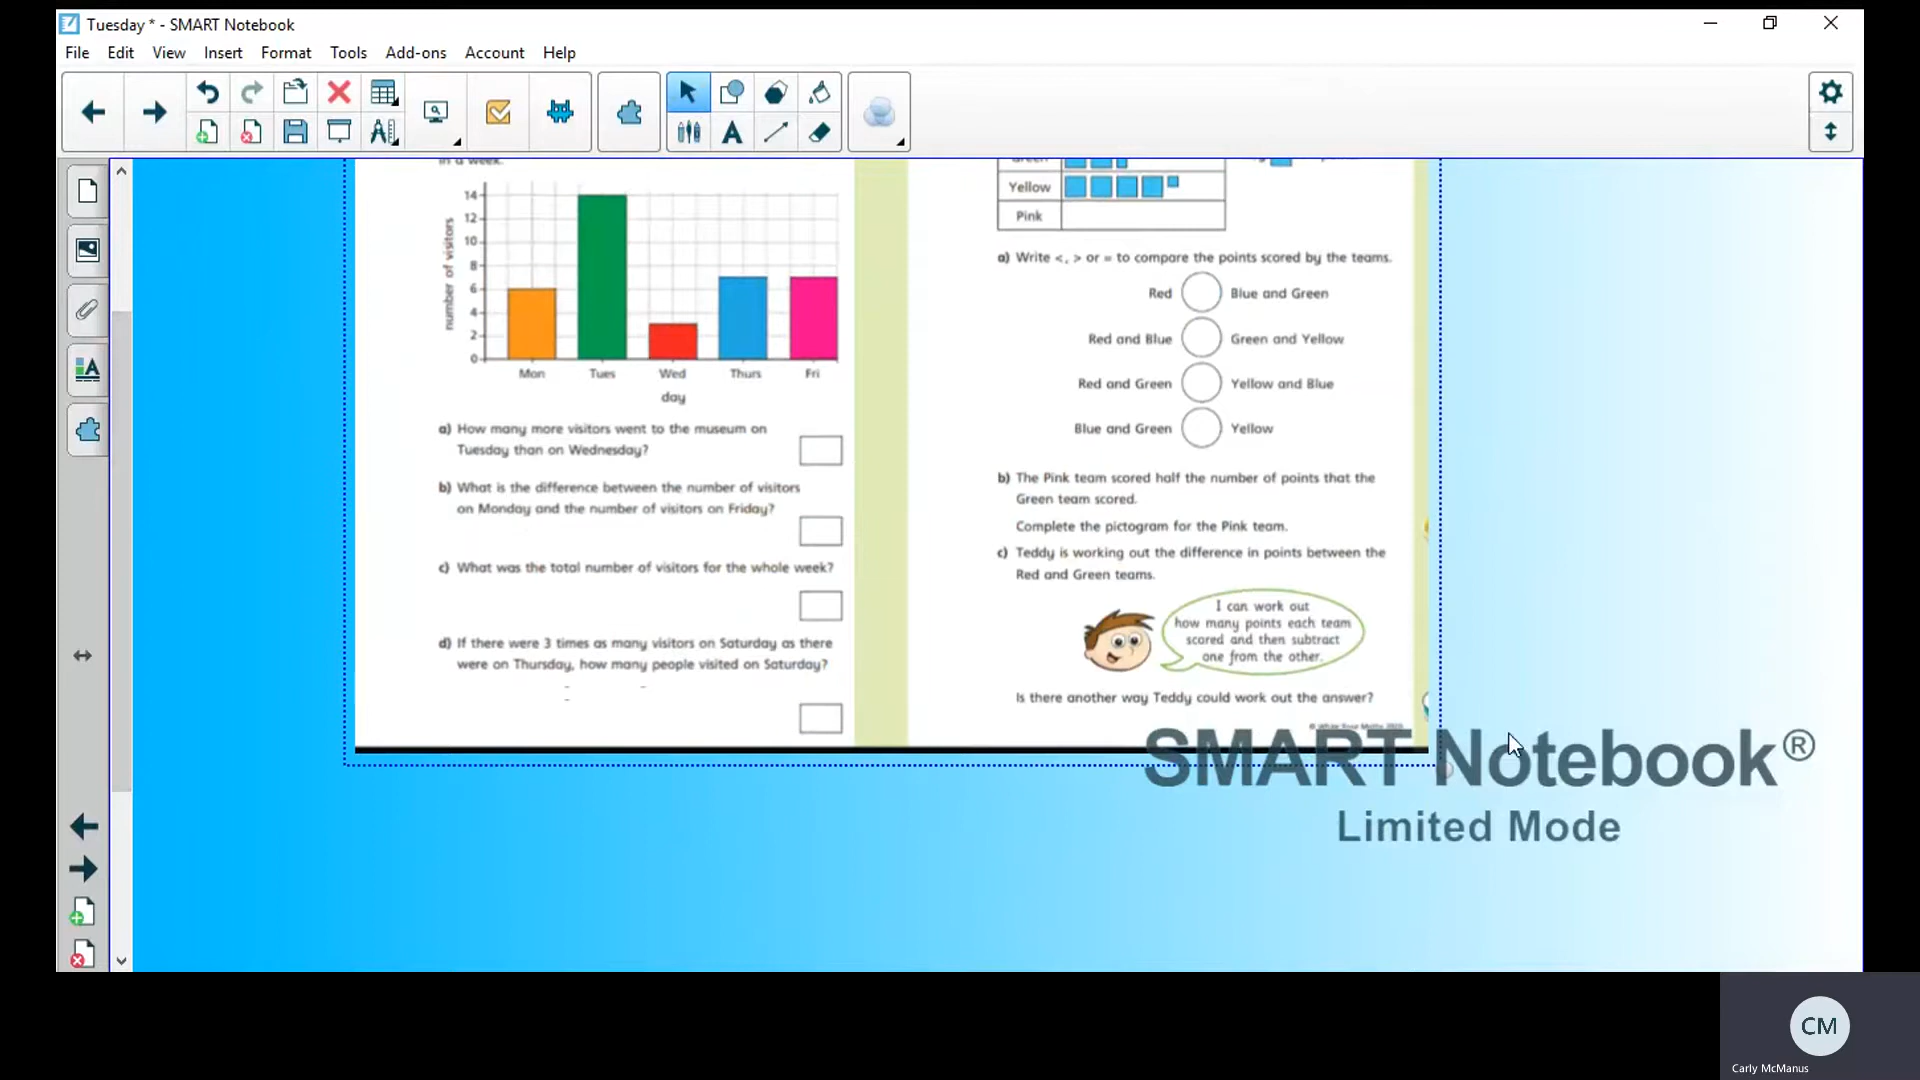 Tuesday * - SMART Notebook
File Edit View Insert Format Tools Add-ons Account Help
in a week.
number of visitors
14
12
10
8
6
4
2
0
Mon Tues Wed Thurs Fri
day
a) How many more visitors went to the museum on
Tuesday than on Wednesday?
b) What is the difference between the number of visitors
on Monday and the number of visitors on Friday?
c) What was the total number of visitors for the whole week?
d) If there were 3 times as many visitors on Saturday as there
were on Thursday, how many people visited on Saturday?
Green
Yellow
Pink
a) Write <, > or = to compare the points scored by the teams.
Red Blue and Green
Red and Blue Green and Yellow
Red and Green Yellow and Blue
Blue and Green Yellow
b) The Pink team scored half the number of points that the
Green team scored.
Complete the pictogram for the Pink team.
c) Teddy is working out the difference in points between the
Red and Green teams.
I can work out
how many points each team
scored and then subtract
one from the other.
Is there another way Teddy could work out the answer?
SMART Notebook®
Limited Mode
CM
Carly McManus